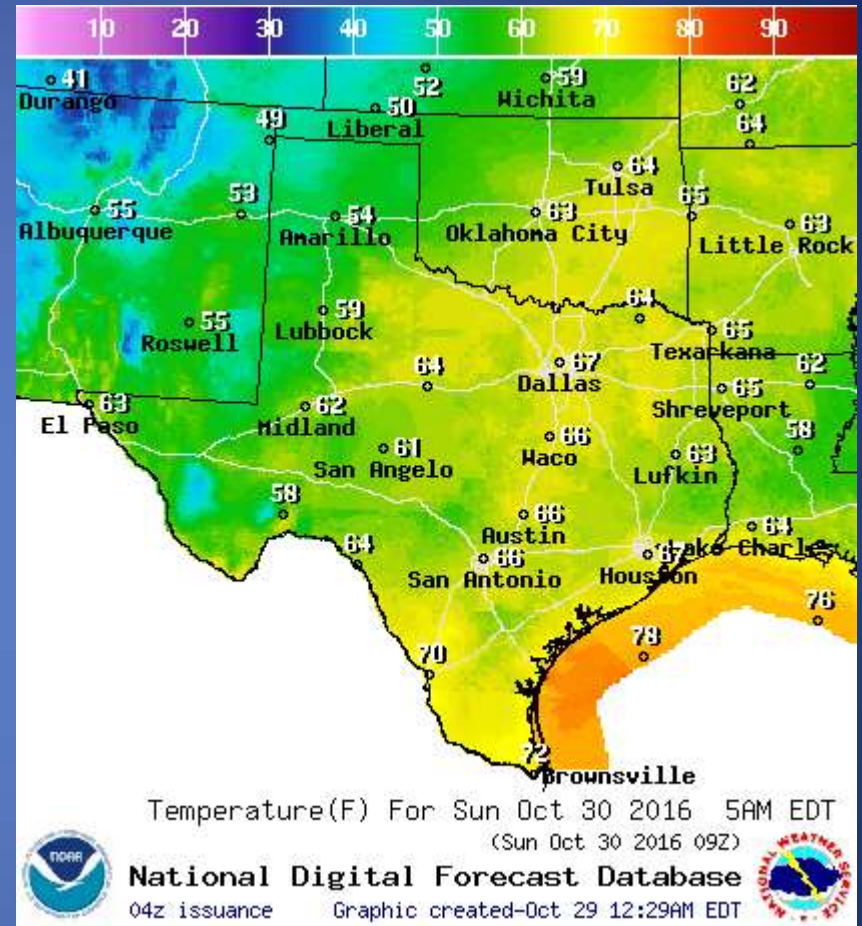 10 20 30 40 50 60 70 80 90
41
Durango
52
59
Wichita
62
50
Liberal
49
64
64
Tulsa
55
Albuquerque
53
54
Amarillo
63
Oklahoma City
65
63
Little Rock
55
Roswell
59
Lubbock
64
65
Texarkana
64
67
Dallas
62
65
Shreveport
63
El Paso
62
Midland
61
San Angelo
66
Waco
63
Lufkin
58
58
66
Austin
64
Lake Charles
64
66
San Antonio
67
Houston
76
78
70
72
Brownsville
Temperature(F) For Sun Oct 30 2016 5AM EDT
(Sun Oct 30 2016 09Z)
NOAA
National Digital Forecast Database
04z issuance Graphic created-Oct 29 12:29AM EDT
NATIONAL WEATHER SERVICE